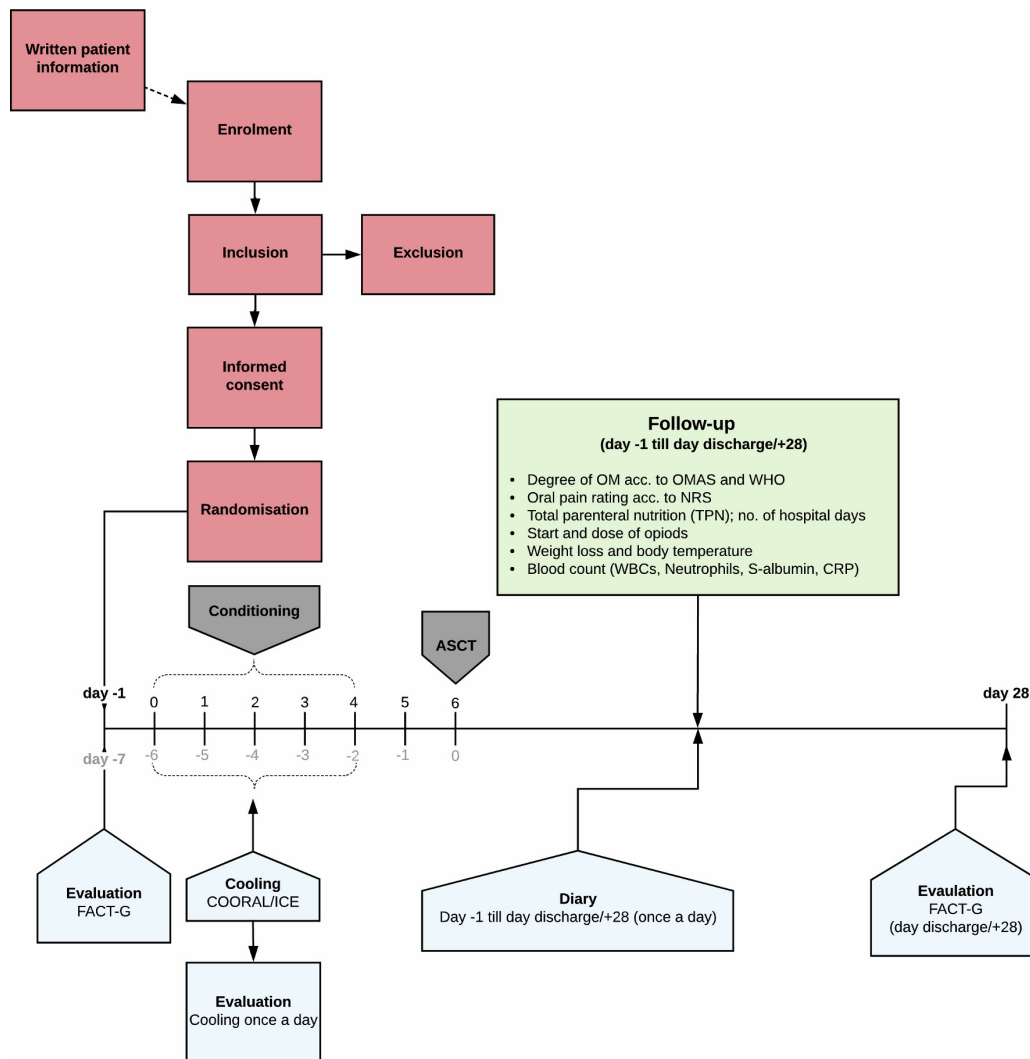 Written patient
information
Enrolment
Inclusion
Exclusion
Informed
consent
Randomisation
Follow-up
(day -1 till day discharge/+28)
• Degree of OM acc. to OMAS and WHO
• Oral pain rating acc. to NRS
• Total parenteral nutrition (TPN); no. of hospital days
• Start and dose of opiods
• Weight loss and body temperature
• Blood count (WBCs, Neutrophils, S-albumin, CRP)
Conditioning
ASCT
day -1 0 1 2 3 4 5 6 day 28
day -7 -6 -5 -4 -3 -2 -1 0
Evaluation
FACT-G
Cooling
COORAL/ICE
Evaluation
Cooling once a day
Diary
Day -1 till day discharge/+28 (once a day)
Evaulation
FACT-G
(day discharge/+28)